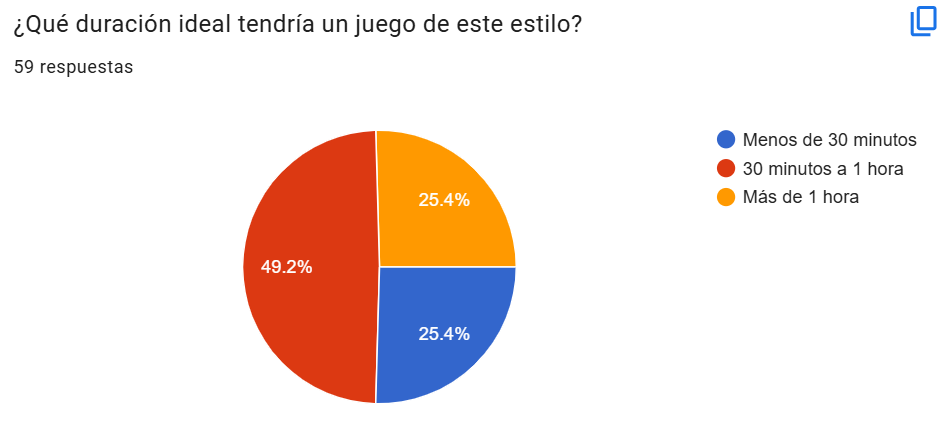 ¿Qué duración ideal tendría un juego de este estilo?
59 respuestas
Menos de 30 minutos
30 minutos a 1 hora
Más de 1 hora
25.4%
49.2%
25.4%